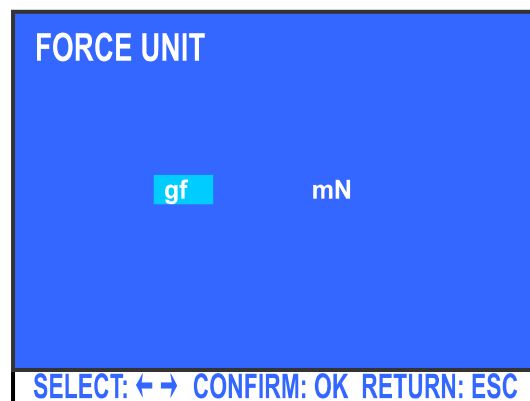 FORCE UNIT
gf mN
SELECT: ← → CONFIRM: OK RETURN: ESC